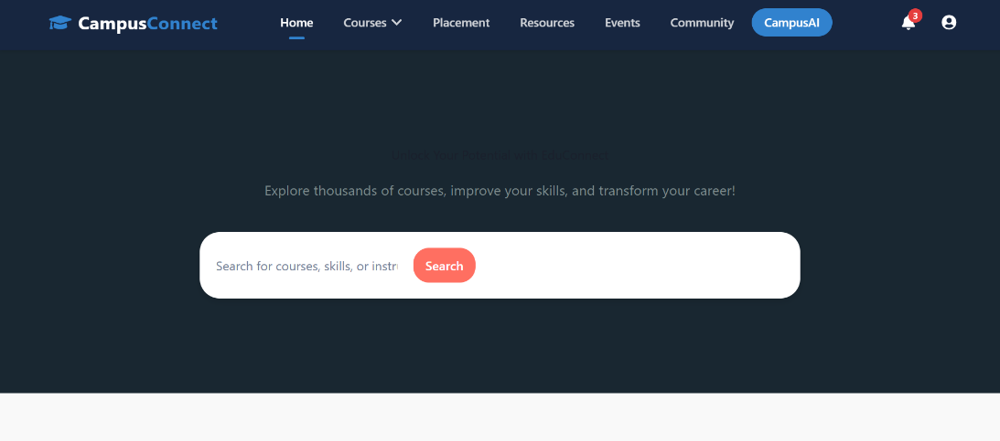 CampusConnect
Home
Courses
Placement
Resources
Events
Community
CampusAI
3
Unlock Your Potential with EduConnect
Explore thousands of courses, improve your skills, and transform your career!
Search for courses, skills, or instru
Search